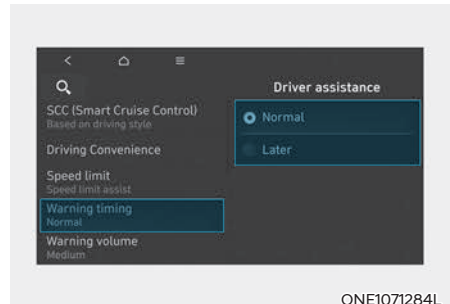 Driver assistance
SCC (Smart Cruise Control)
Based on driving style
Driving Convenience
Speed limit
Speed limit assist
Warning timing
Normal
Warning volume
Medium
Normal
Later
ONE1071284L